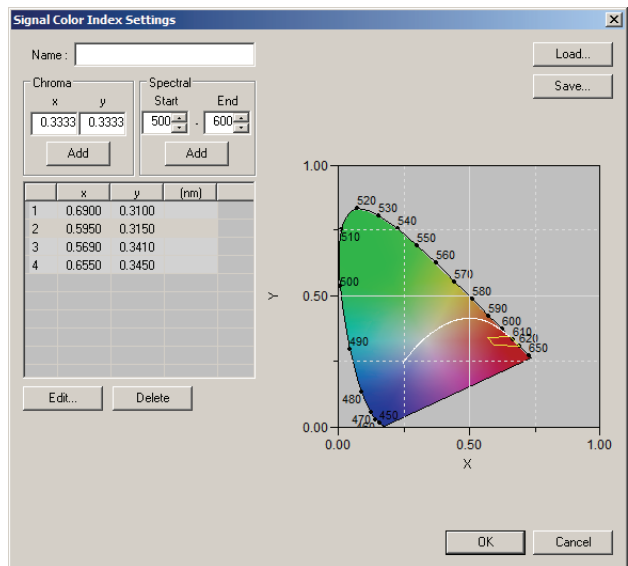 Signal Color Index Settings
Name :
Load...
Save...
Chroma
x y
0.3333 0.3333
Add
Spectral
Start End
500 - 600
Add
x y (nm)
1 0.6900 0.3100
2 0.5950 0.3150
3 0.5690 0.3410
4 0.6550 0.3450
Edit...
Delete
1.00
0.50
0.00
Y
520
530
540
510
550
560
570
500
580
590
600
610
620
650
490
480
470
450
0.00 0.50 1.00
X
OK
Cancel